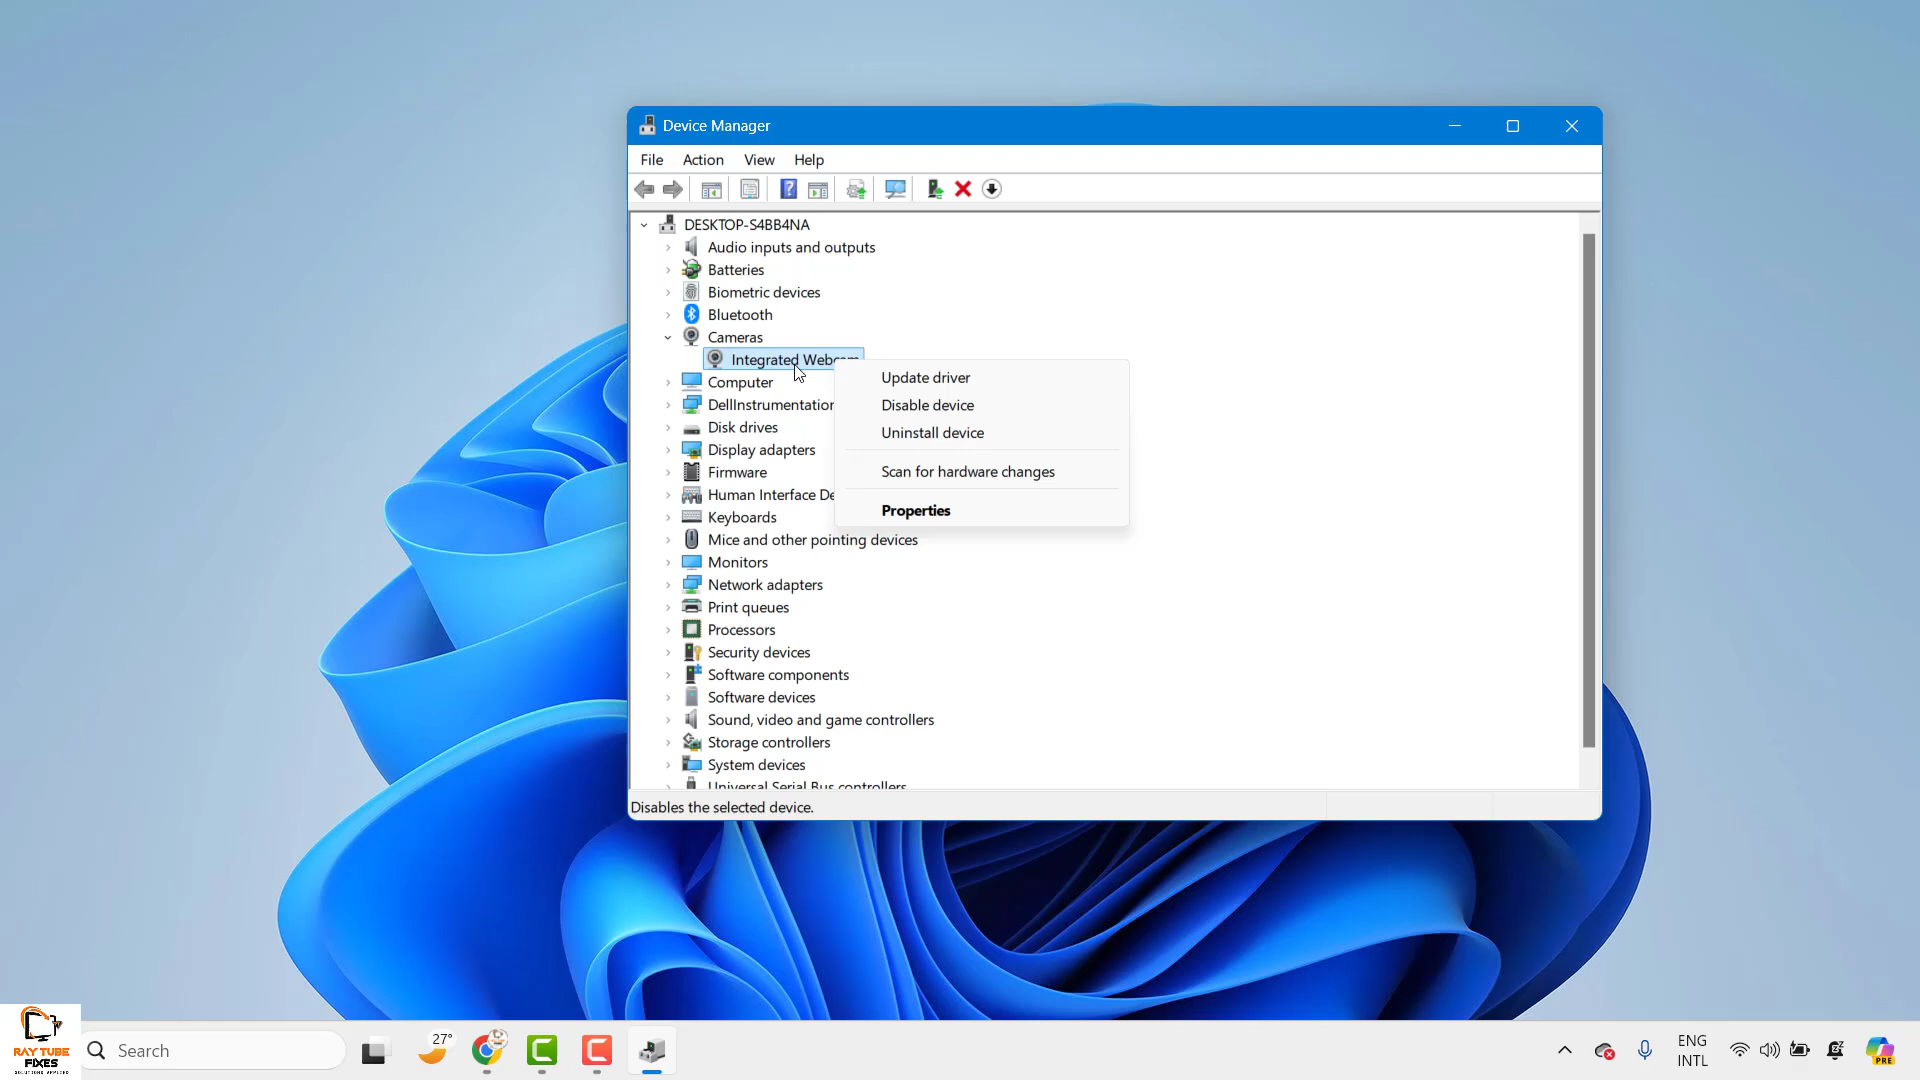 Device Manager
File Action View Help
DESKTOP-S4BB4NA
Audio inputs and outputs
Batteries
Biometric devices
Bluetooth
Cameras
Integrated Webcam
Update driver
Computer
Disable device
DellInstrumentation
Disk drives
Uninstall device
Display adapters
Firmware
Scan for hardware changes
Human Interface De
Properties
Keyboards
Mice and other pointing devices
Monitors
Network adapters
Print queues
Processors
Security devices
Software components
Software devices
Sound, video and game controllers
Storage controllers
System devices
Universal Serial Bus controllers
Disables the selected device.
RAY TUBE
FIXES
SOLUTIONS APPLIED
Search
27°
ENG
INTL
PRE